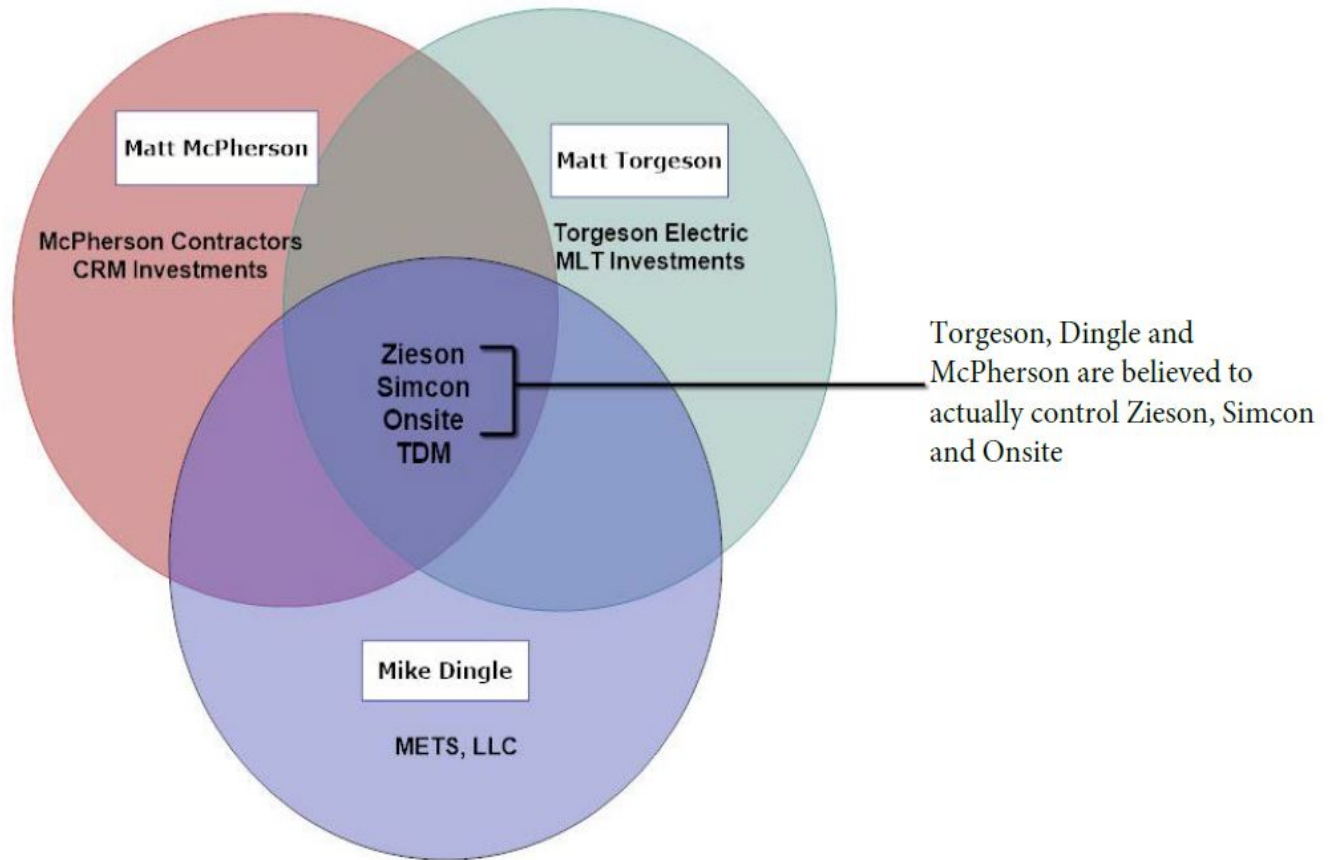 Matt McPherson
McPherson Contractors
CRM Investments
Matt Torgeson
Torgeson Electric
MLT Investments
Zieson
Simcon
Onsite
TDM
Torgeson, Dingle and
McPherson are believed to
actually control Zieson, Simcon
and Onsite
Mike Dingle
METS, LLC